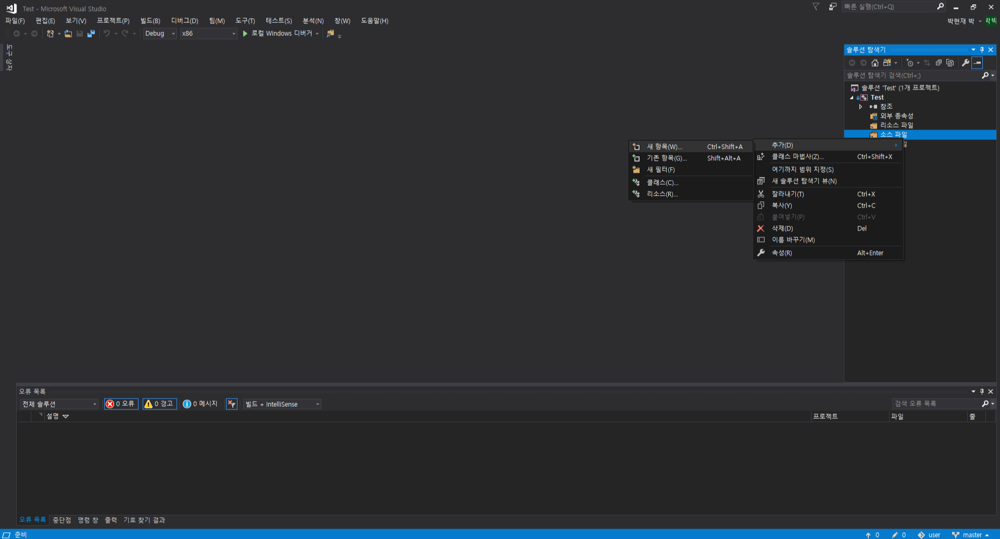 Test - Microsoft Visual Studio
빠른 실행(Ctrl+Q)
파일(F) 편집(E) 보기(V) 프로젝트(P) 빌드(B) 디버그(D) 팀(M) 도구(T) 테스트(S) 분석(N) 창(W) 도움말(H)
박현재 박 박박
Debug x86 로컬 Windows 디버거
도구 상자
솔루션 탐색기
솔루션 탐색기 검색(Ctrl+;)
솔루션 'Test' (1개 프로젝트)
Test
참조
외부 종속성
리소스 파일
소스 파일
일
새 항목(W)... Ctrl+Shift+A
기존 항목(G)... Shift+Alt+A
새 필터(F)
클래스(C)...
리소스(R)...
추가(D)
클래스 마법사(Z)... Ctrl+Shift+X
여기까지 범위 지정(S)
새 솔루션 탐색기 뷰(N)
잘라내기(T) Ctrl+X
복사(Y) Ctrl+C
붙여넣기(P) Ctrl+V
삭제(D) Del
이름 바꾸기(M)
속성(R) Alt+Enter
오류 목록
전체 솔루션 0 오류 0 경고 0 메시지 빌드 + IntelliSense 검색 오류 목록
설명 프로젝트 파일 줄
오류 목록 중단점 명령 창 출력 기호 찾기 결과
준비 0 0 user master